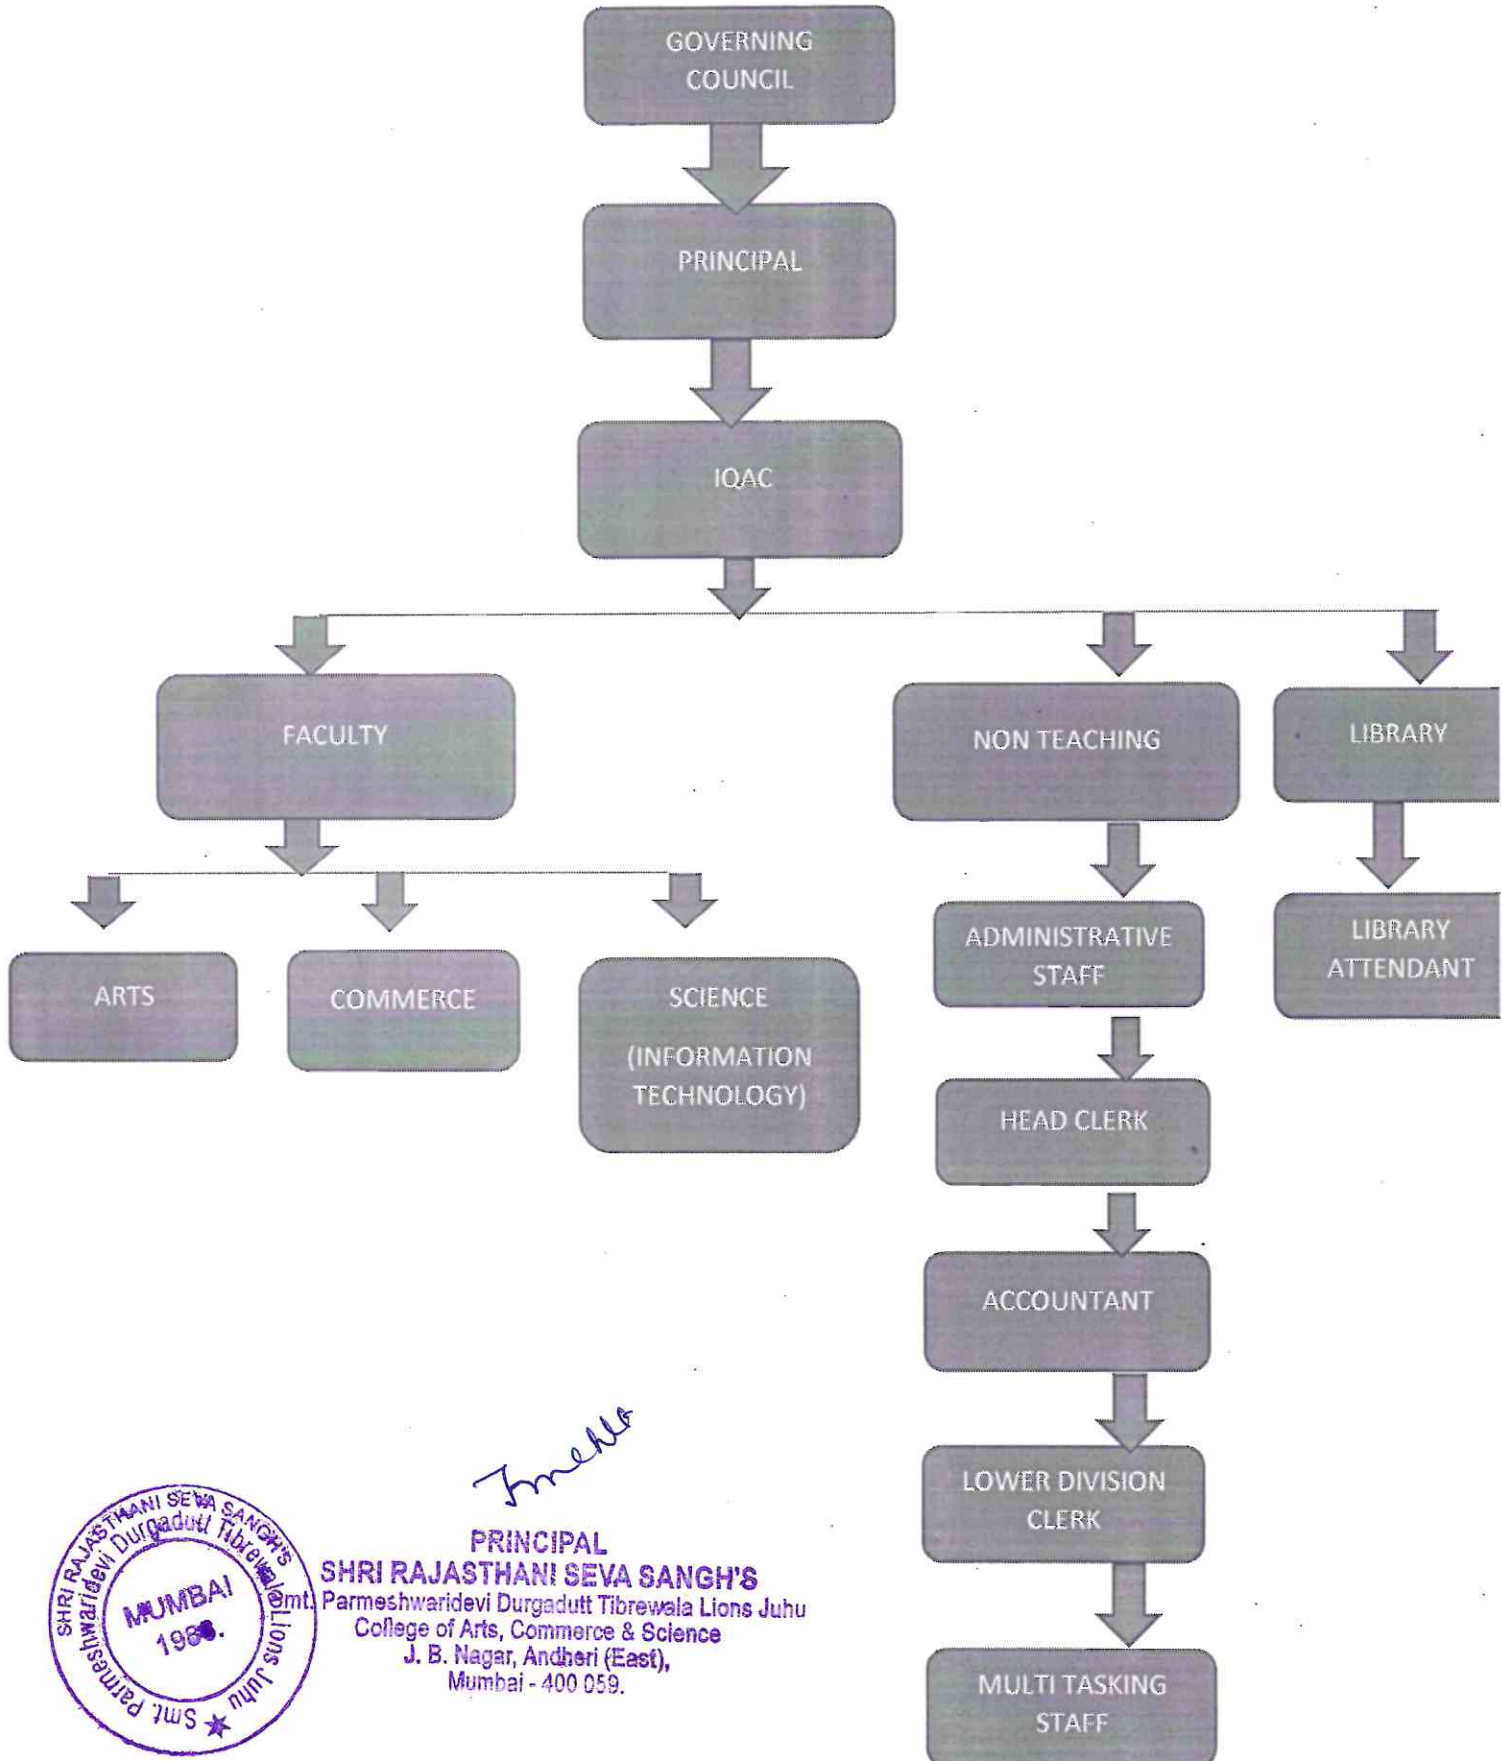 GOVERNING
COUNCIL
PRINCIPAL
IQAC
FACULTY
NON TEACHING
LIBRARY
ARTS
COMMERCE
SCIENCE
(INFORMATION
TECHNOLOGY)
ADMINISTRATIVE
STAFF
LIBRARY
ATTENDANT
HEAD CLERK
ACCOUNTANT
LOWER DIVISION
CLERK
MULTI TASKING
STAFF
PRINCIPAL
SHRI RAJASTHANI SEVA SANGH'S
Smt. Parmeshwaridevi Durgadutt Tibrewala Lions Juhu
College of Arts, Commerce & Science
J. B. Nagar, Andheri (East),
Mumbai - 400 059.
SHRI RAJASTHANI SEWA SANGH'S
Smt. Parmeshwaridevi Durgadutt Tibrewala Lions Juhu
MUMBAI